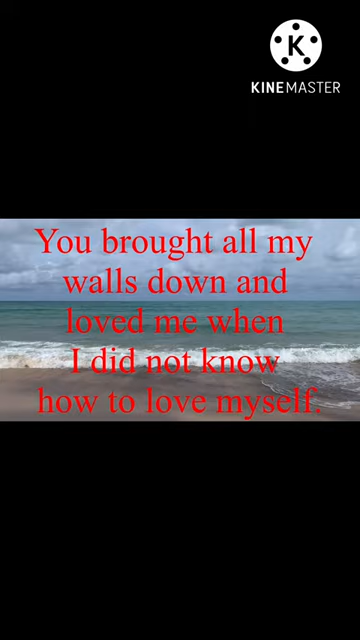 K
KINEMASTER
You brought all my
walls down and
loved me when
I did not know
how to love myself.